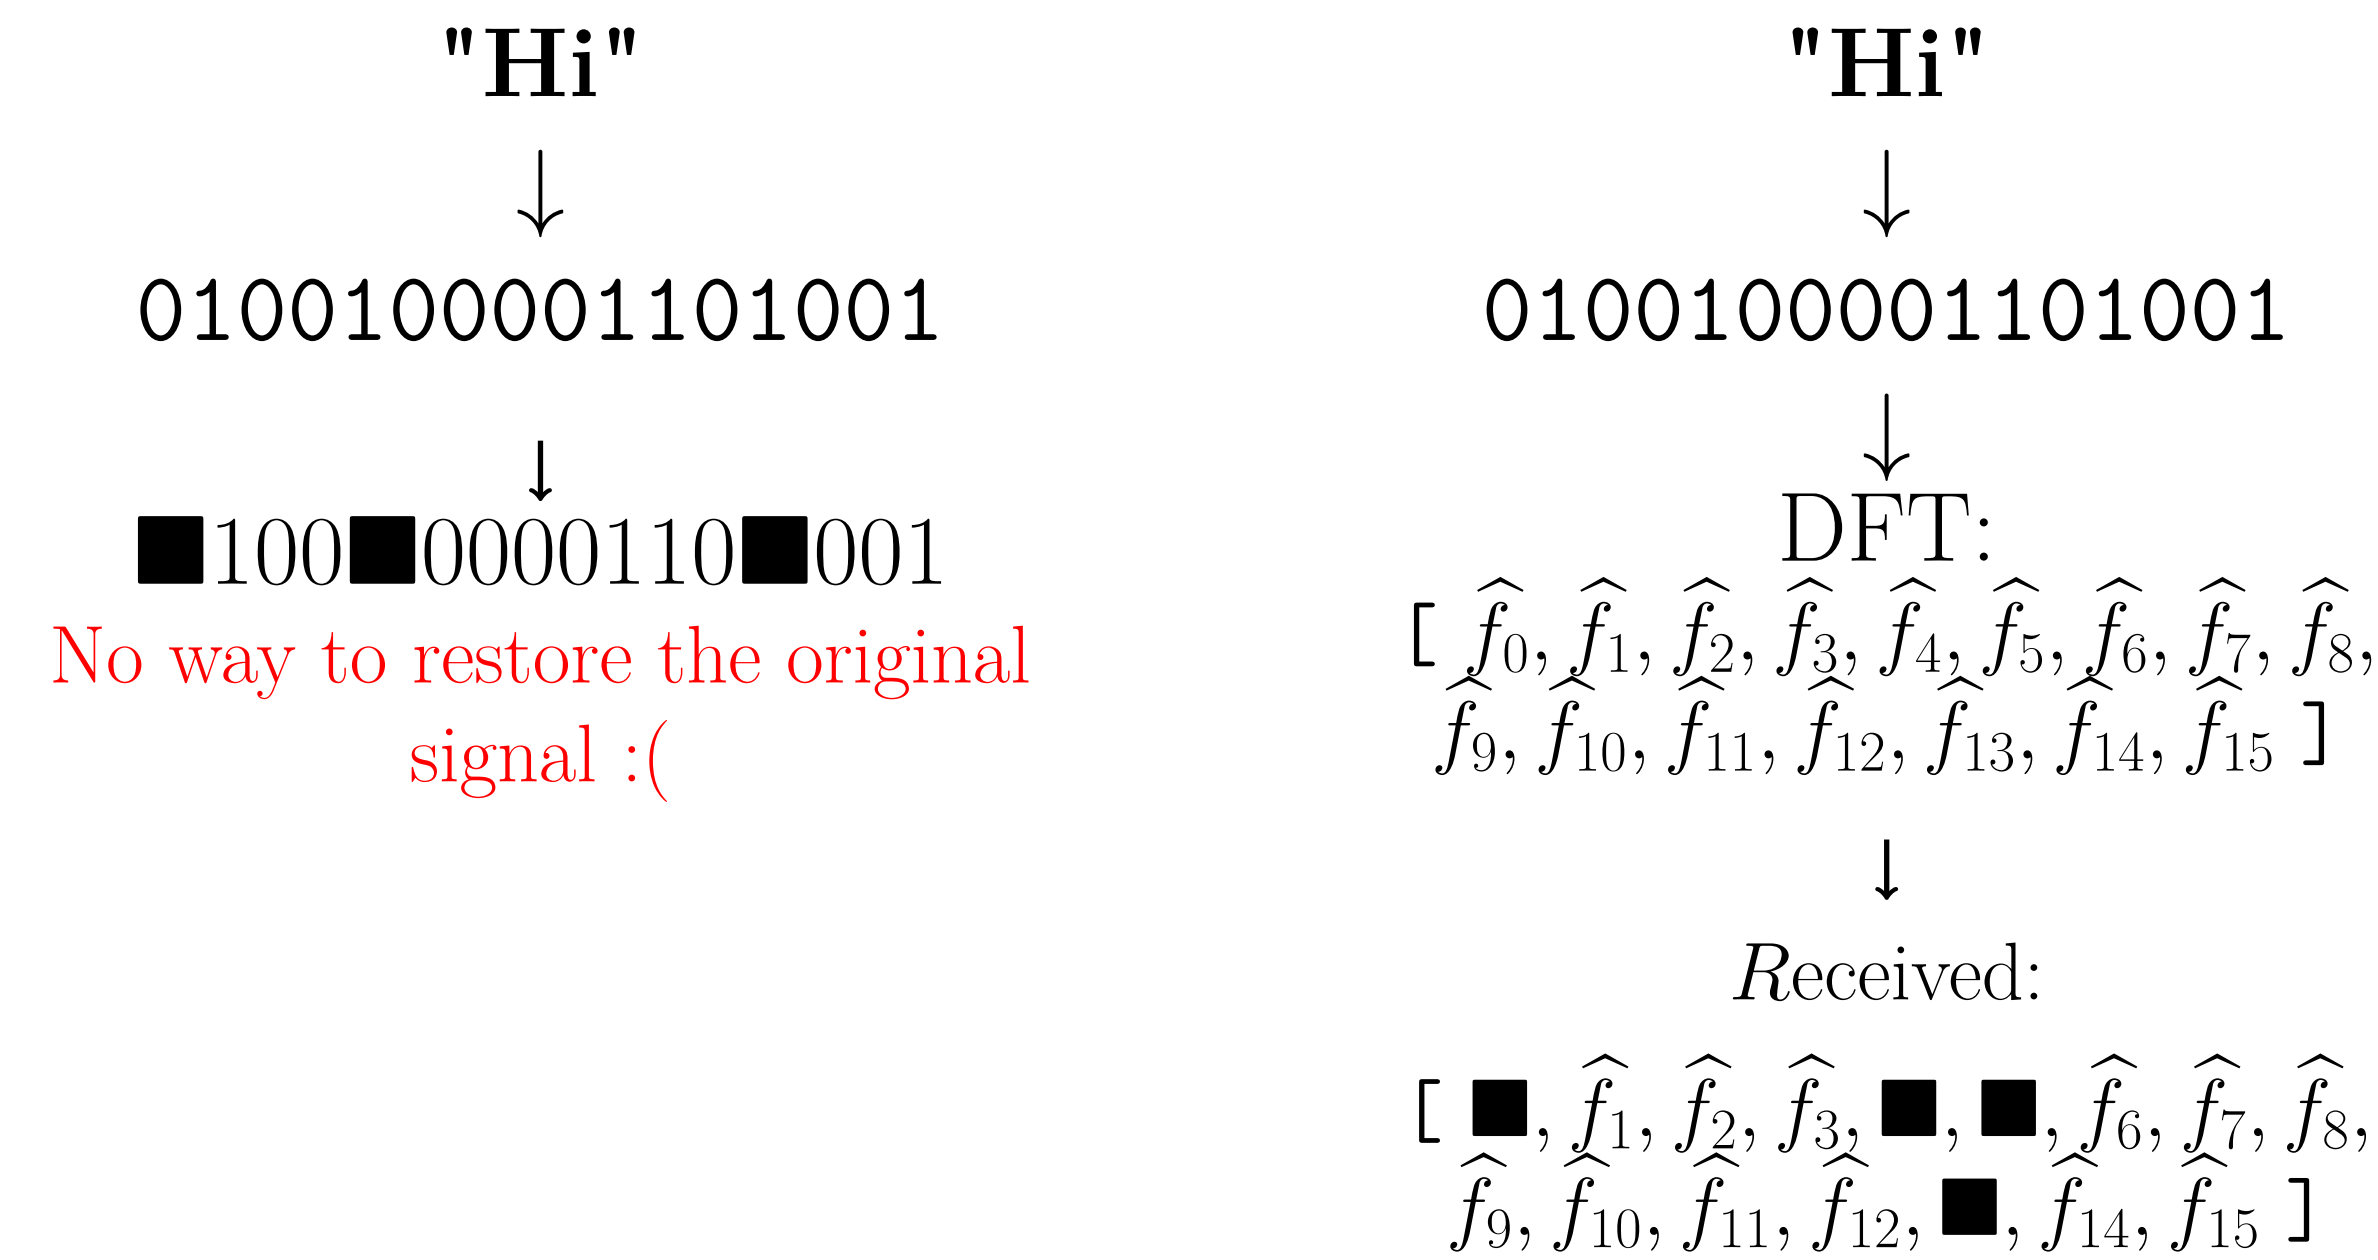 "Hi"
↓
0100100001101001
↓
■100■0000110■001
No way to restore the original
signal :(
"Hi"
↓
0100100001101001
↓
DFT:
[ f̂₀, f̂₁, f̂₂, f̂₃, f̂₄, f̂₅, f̂₆, f̂₇, f̂₈,
f̂₉, f̂₁₀, f̂₁₁, f̂₁₂, f̂₁₃, f̂₁₄, f̂₁₅ ]
↓
Received:
[ ■, f̂₁, f̂₂, f̂₃, ■, ■, f̂₆, f̂₇, f̂₈,
f̂₉, f̂₁₀, f̂₁₁, f̂₁₂, ■, f̂₁₄, f̂₁₅ ]